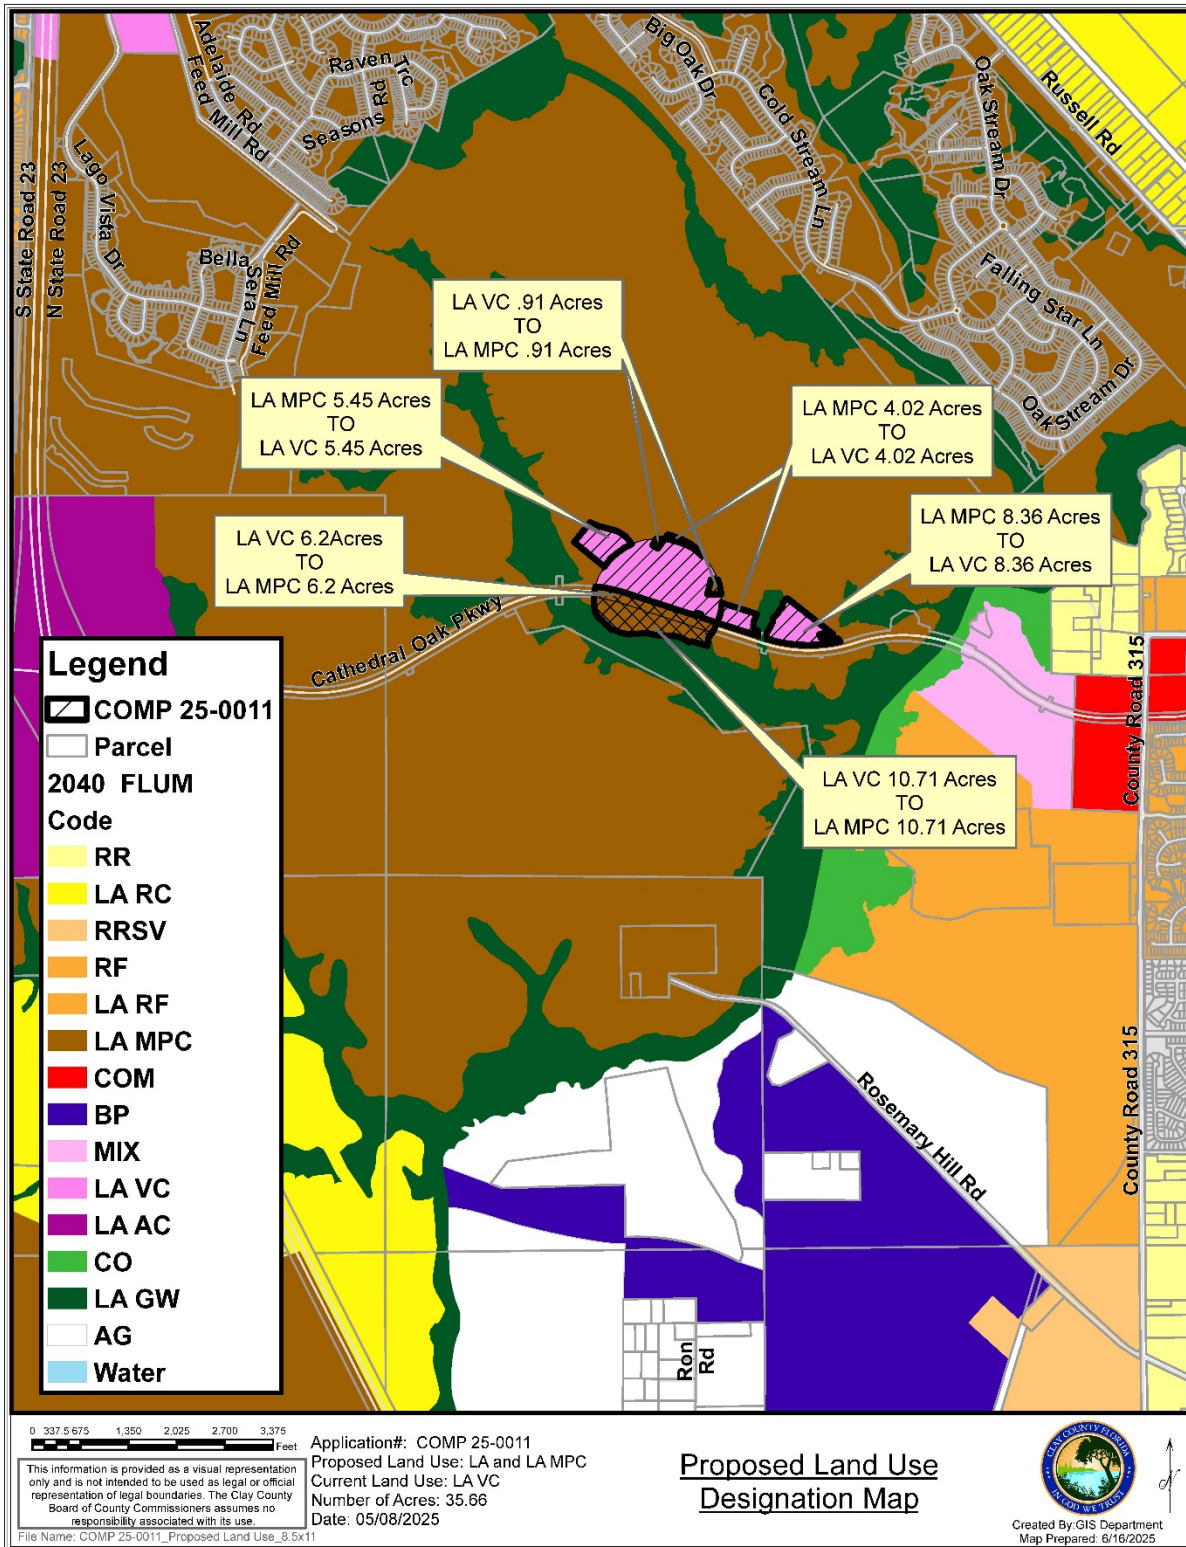 Adelaide Rd
Feed Mill Rd
Raven Trc
Seasons Rd
Big Oak Dr
Cold Stream Ln
Oak Stream Dr
Russell Rd
S State Road 23
N State Road 23
Lago Vista Dr
Bella
Sera Ln
Feed Mill Rd
Falling Star Ln
Oak Stream Dr
LA VC .91 Acres
TO
LA MPC .91 Acres
LA MPC 5.45 Acres
TO
LA VC 5.45 Acres
LA MPC 4.02 Acres
TO
LA VC 4.02 Acres
LA VC 6.2Acres
TO
LA MPC 6.2 Acres
LA MPC 8.36 Acres
TO
LA VC 8.36 Acres
Cathedral Oak Pkwy
County Road 315
LA VC 10.71 Acres
TO
LA MPC 10.71 Acres
County Road 315
Rosemary Hill Rd
Ron
Rd
Legend
COMP 25-0011
Parcel
2040 FLUM
Code
RR
LA RC
RRSV
RF
LA RF
LA MPC
COM
BP
MIX
LA VC
LA AC
CO
LA GW
AG
Water
0 337.5 675 1,350 2,025 2,700 3,375
Feet
This information is provided as a visual representation
only and is not intended to be used as legal or official
representation of legal boundaries. The Clay County
Board of County Commissioners assumes no
responsibility associated with its use.
File Name: COMP 25-0011_Proposed Land Use_8.5x11
Application#: COMP 25-0011
Proposed Land Use: LA and LA MPC
Current Land Use: LA VC
Number of Acres: 35.66
Date: 05/08/2025
Proposed Land Use
Designation Map
CLAY COUNTY FLORIDA
IN GOD WE TRUST
N
Created By:GIS Department
Map Prepared: 6/16/2025